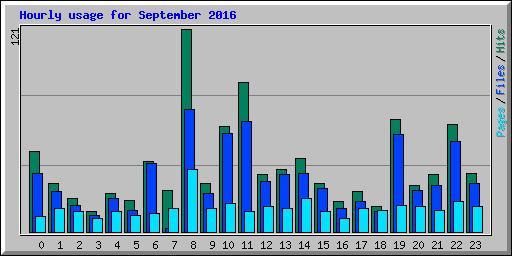 Hourly usage for September 2016
121
Pages / Files / Hits
0 1 2 3 4 5 6 7 8 9 10 11 12 13 14 15 16 17 18 19 20 21 22 23